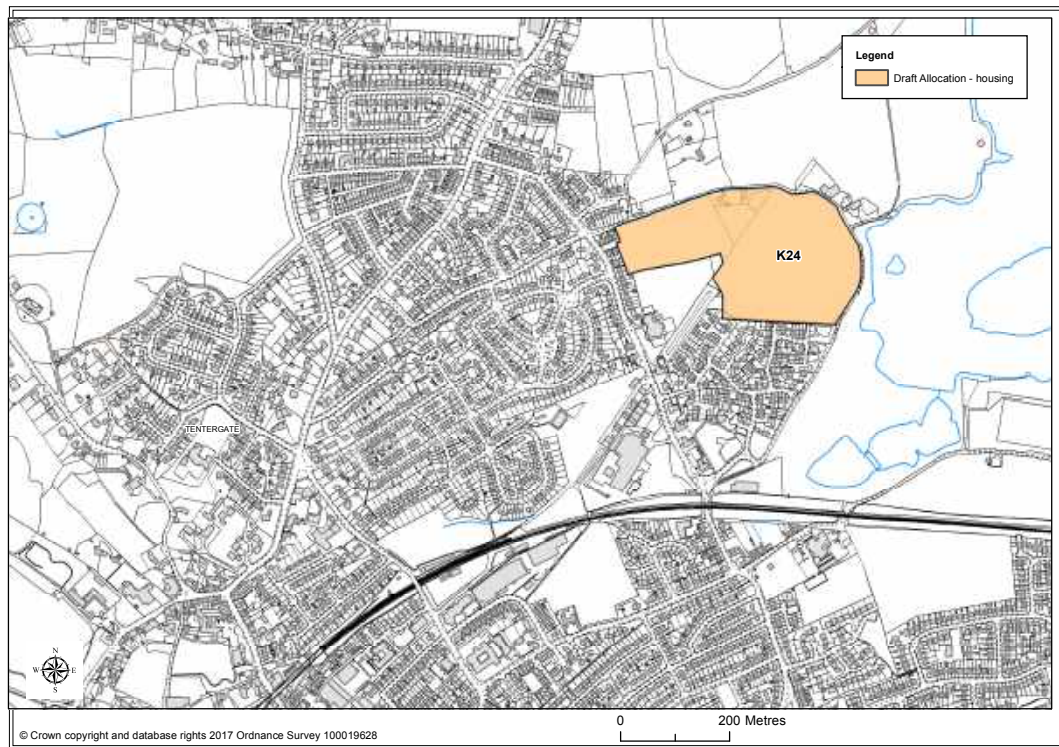 Legend
Draft Allocation - housing
K24
TENTERGATE
N
W E
S
0 200 Metres
© Crown copyright and database rights 2017 Ordnance Survey 100019628